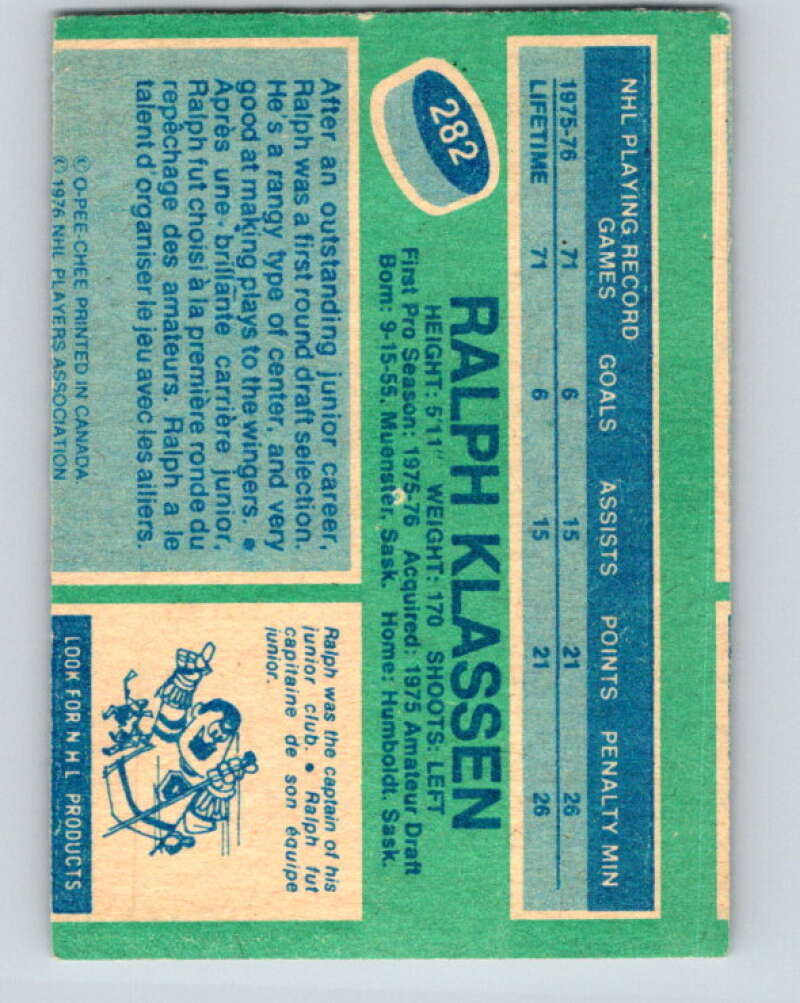 NHL PLAYING RECORD
GAMES GOALS ASSISTS POINTS PENALTY MIN
1975-76 71 6 15 21 26
LIFETIME 71 6 15 21 26
282
RALPH KLASSEN
HEIGHT: 5'11" WEIGHT: 170 SHOOTS: LEFT
First Pro Season: 1975-76 Acquired: 1975 Amateur Draft
Born: 9-15-55, Muenster, Sask. Home: Humboldt, Sask.
After an outstanding junior career,
Ralph was a first round draft selection.
He's a rangy type of center, and very
good at making plays to the wingers. •
Après une brillante carrière junior,
Ralph fut choisi à la première ronde du
repêchage des amateurs. Ralph a le
talent d'organiser le jeu avec les ailiers.
© O-PEE-CHEE PRINTED IN CANADA.
© 1976 NHL PLAYERS ASSOCIATION
Ralph was the captain of his
junior club. • Ralph fut
capitaine de son équipe
junior.
LOOK FOR NHL PRODUCTS